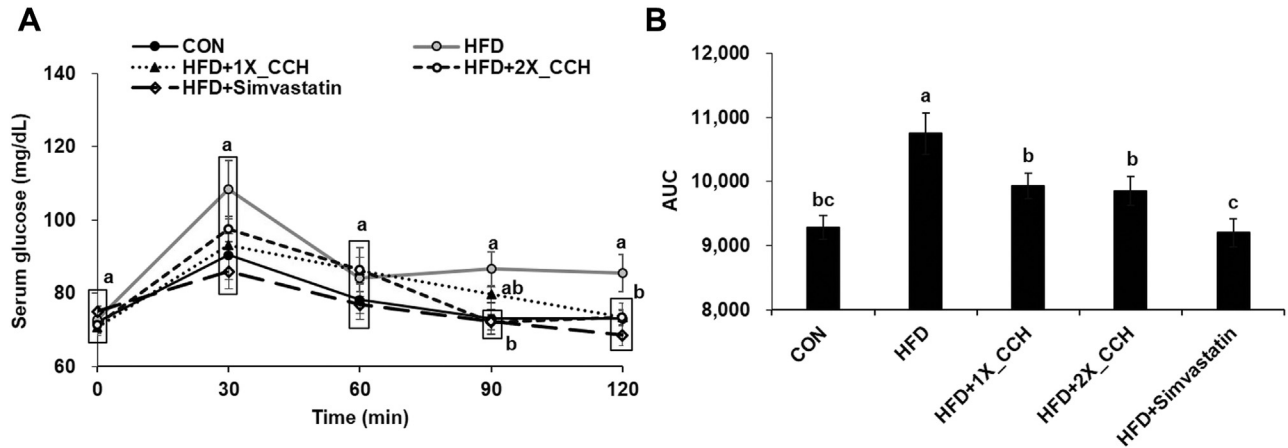 A
CON
HFD
HFD+1X_CCH
HFD+2X_CCH
HFD+Simvastatin
140
120
100
80
60
Serum glucose (mg/dL)
a
a
a
a
ab
b
a
b
0
30
60
90
120
Time (min)
B
12,000
11,000
10,000
9,000
8,000
AUC
bc
a
b
b
c
CON
HFD
HFD+1X_CCH
HFD+2X_CCH
HFD+Simvastatin